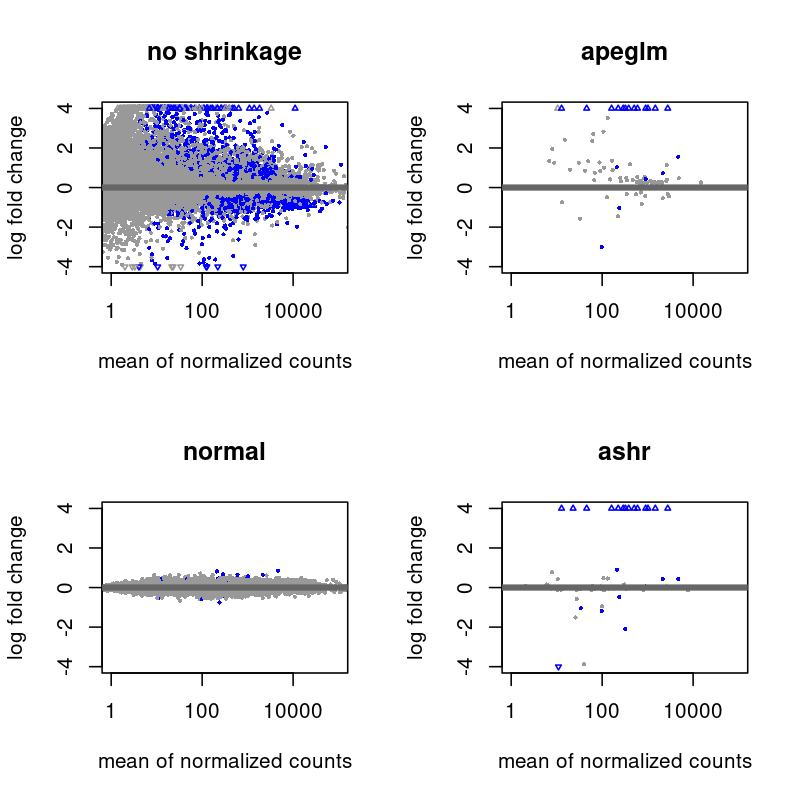 no shrinkage
log fold change
4
2
0
-2
-4
1
100
10000
mean of normalized counts
apeglm
log fold change
4
2
0
-2
-4
1
100
10000
mean of normalized counts
normal
log fold change
4
2
0
-2
-4
1
100
10000
mean of normalized counts
ashr
log fold change
4
2
0
-2
-4
1
100
10000
mean of normalized counts